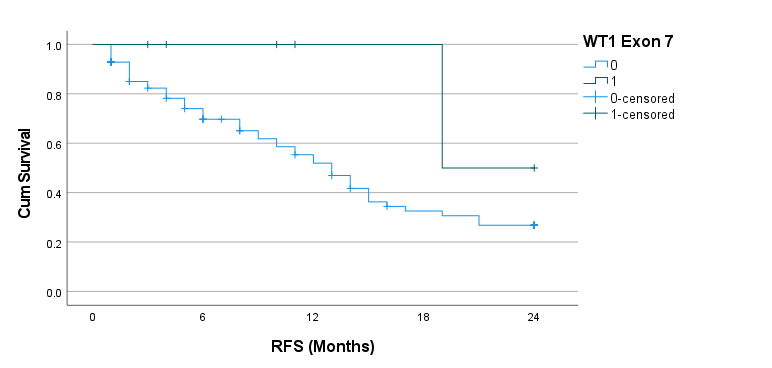 WT1 Exon 7
0
1
0-censored
1-censored
Cum Survival
1.0
0.8
0.6
0.4
0.2
0.0
0 6 12 18 24
RFS (Months)